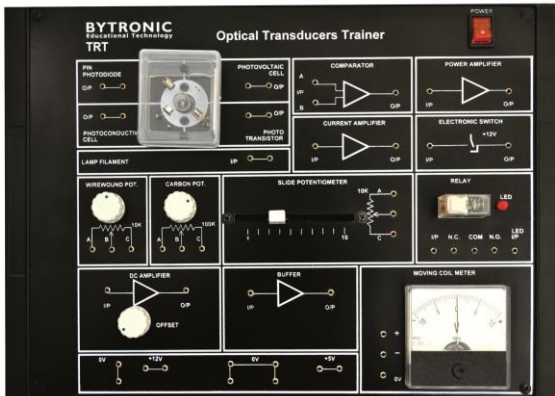 BYTRONIC
Educational Technology
TRT
Optical Transducers Trainer
POWER
PIN
PHOTODIODE
O/P
PHOTOVOLTAIC
CELL
O/P
O/P
PHOTOCONDUCTIVE
CELL
O/P
PHOTO
TRANSISTOR
LAMP FILAMENT
I/P
COMPARATOR
A
I/P
B
O/P
POWER AMPLIFIER
I/P
O/P
CURRENT AMPLIFIER
I/P
O/P
ELECTRONIC SWITCH
+12V
I/P
O/P
WIREWOUND POT.
10K
A
B
C
CARBON POT.
100K
A
B
C
SLIDE POTENTIOMETER
10K
A
B
C
1
10
RELAY
LED
I/P
N.C.
COM
N.O.
LED
I/P
DC AMPLIFIER
I/P
O/P
OFFSET
BUFFER
I/P
O/P
MOVING COIL METER
+
−
0V
V
0V
+12V
0V
+5V